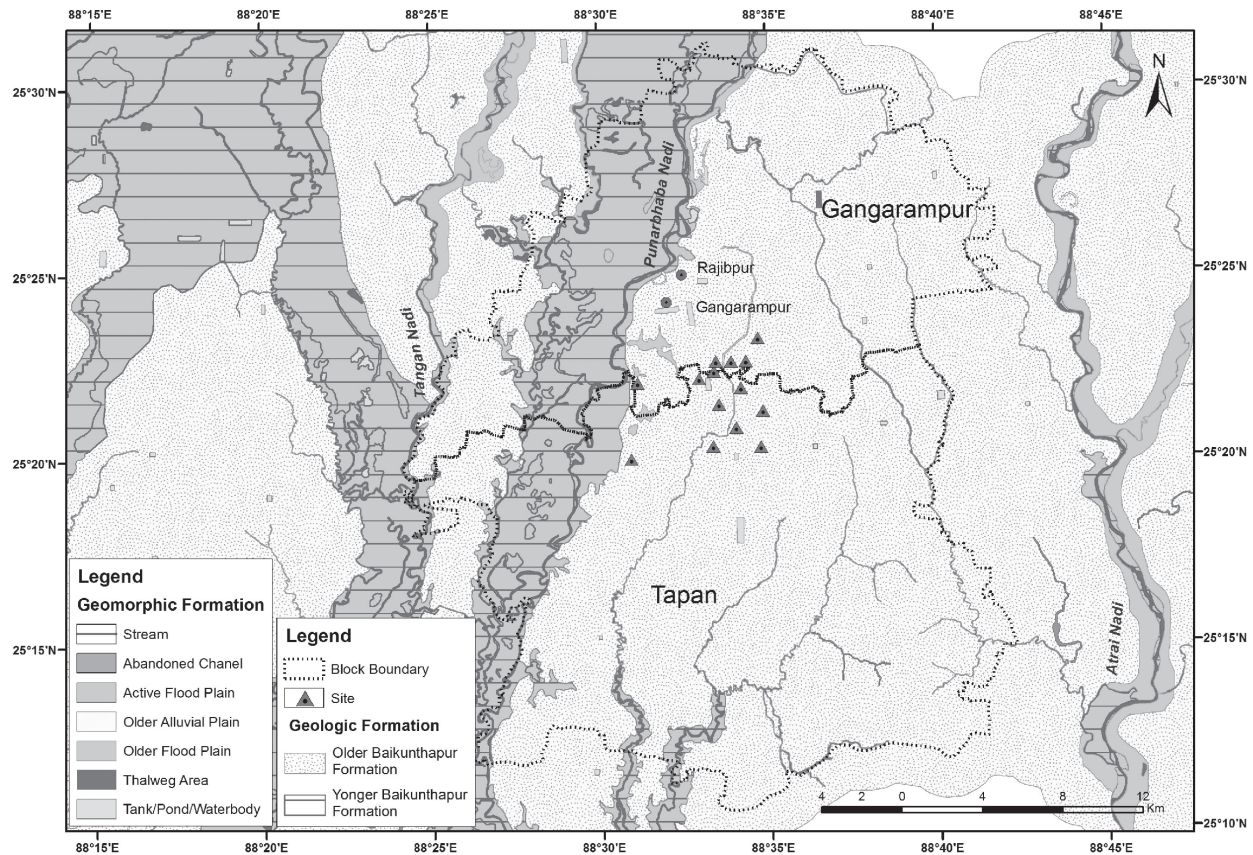 88°15'E 88°20'E 88°25'E 88°30'E 88°35'E 88°40'E 88°45'E
N
25°30'N 25°30'N
Punarbhaba Nadi
Gangarampur
25°25'N 25°25'N
Rajibpur
Gangarampur
Tangan Nadi
25°20'N 25°20'N
Tapan
Atrai Nadi
25°15'N 25°15'N
Legend
Geomorphic Formation
Stream
Abandoned Chanel
Active Flood Plain
Older Alluvial Plain
Older Flood Plain
Thalweg Area
Tank/Pond/Waterbody
Legend
Block Boundary
Site
Geologic Formation
Older Baikunthapur
Formation
Yonger Baikunthapur
Formation
4 2 0 4 8 12
Km
25°10'N
88°15'E 88°20'E 88°25'E 88°30'E 88°35'E 88°40'E 88°45'E